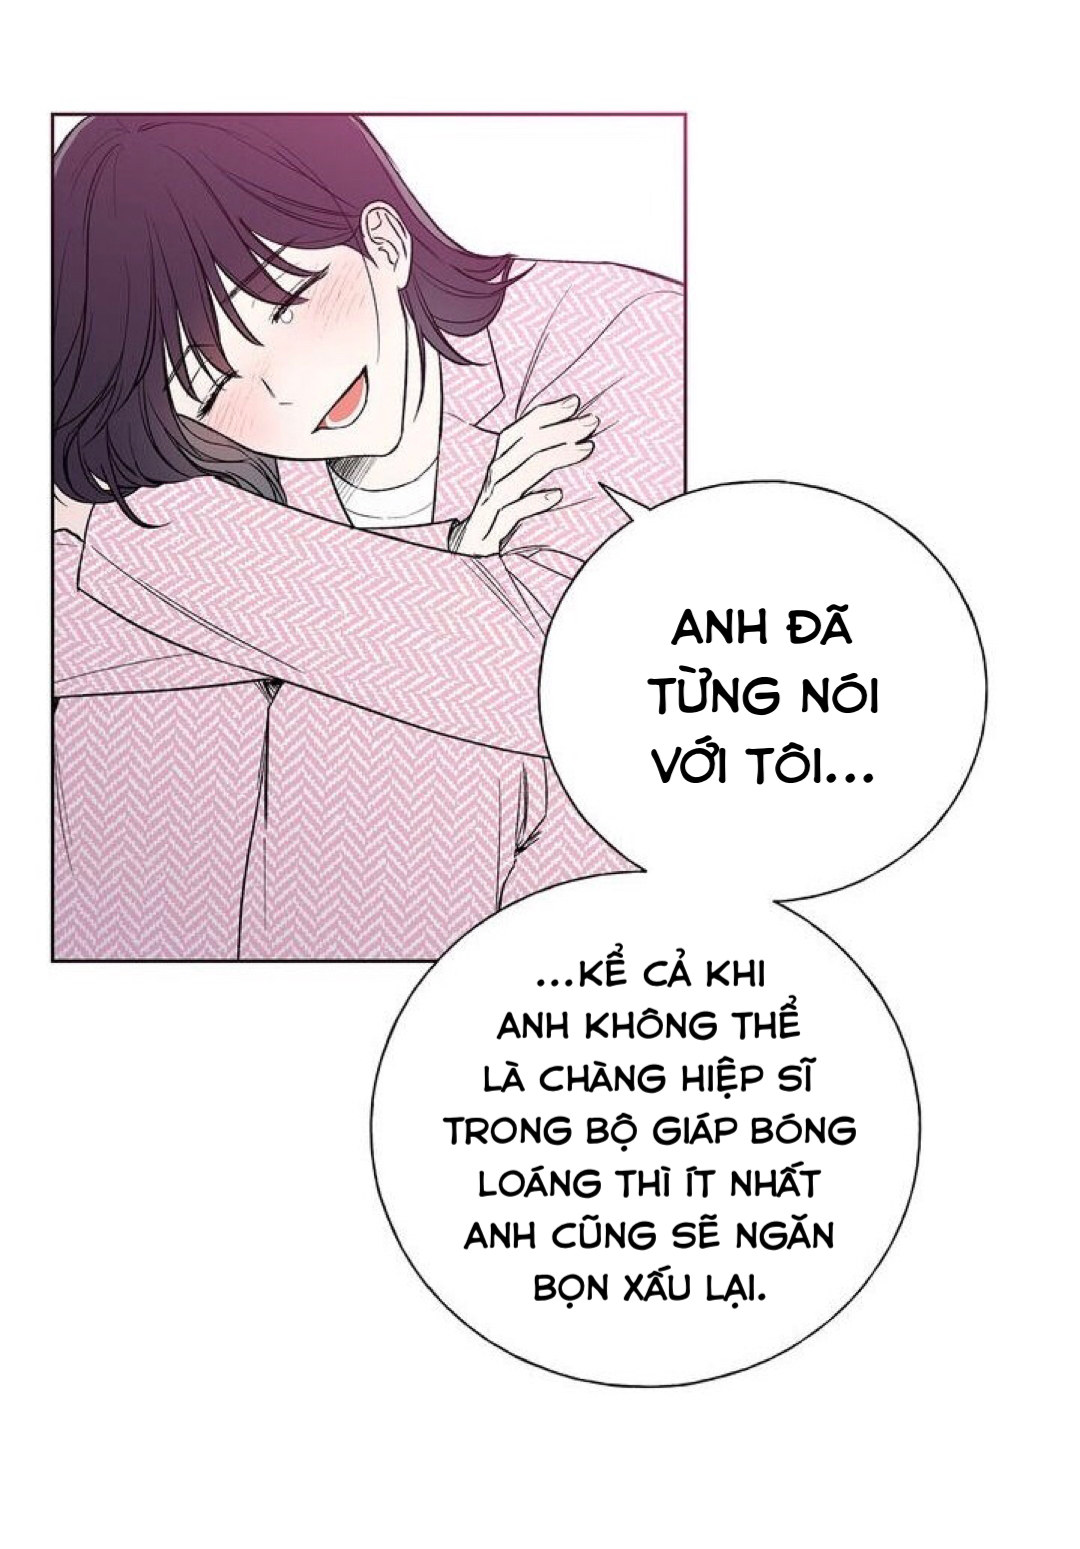 ANH ĐÃ
TỪNG NÓI
VỚI TÔI...
...KỂ CẢ KHI
ANH KHÔNG THỂ
LÀ CHÀNG HIỆP SĨ
TRONG BỘ GIÁP BÓNG
LOÁNG THÌ ÍT NHẤT
ANH CŨNG SẼ NGĂN
BỌN XẤU LẠI.